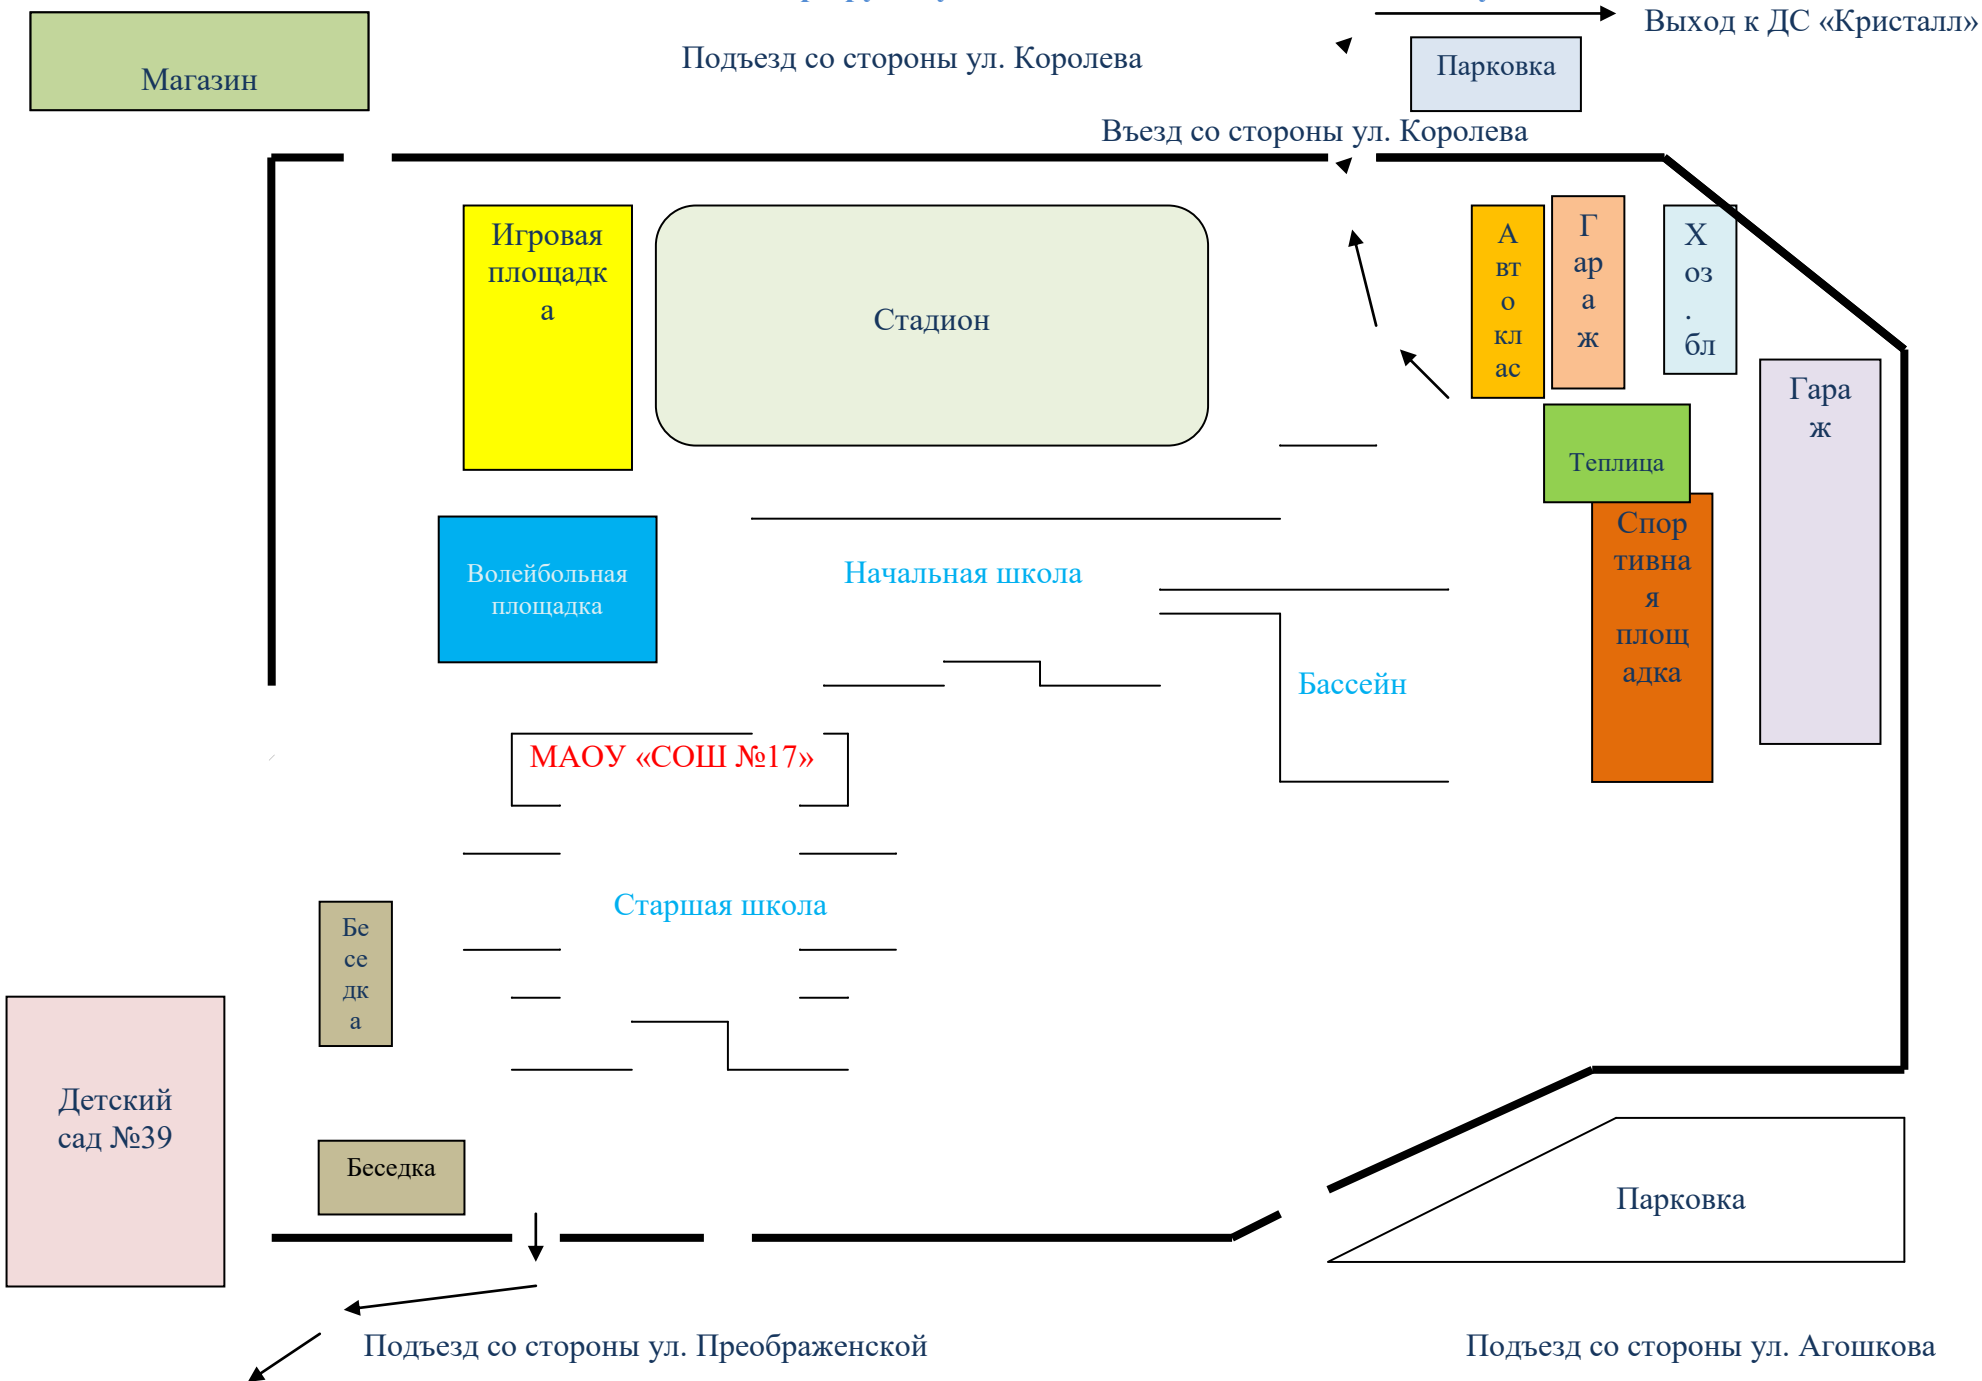 Выход к ДС «Кристалл»
Подъезд со стороны ул. Королева
Парковка
Магазин
Въезд со стороны ул. Королева
Игровая
площадк
а
Стадион
А
вт
о
кл
ас
Г
ар
а
ж
Х
оз
.
бл
Гара
ж
Теплица
Спор
тивна
я
площ
адка
Волейбольная
площадка
Начальная школа
Бассейн
МАОУ «СОШ №17»
Старшая школа
Бе
се
дк
а
Детский
сад №39
Беседка
Парковка
Подъезд со стороны ул. Преображенской
Подъезд со стороны ул. Агошкова